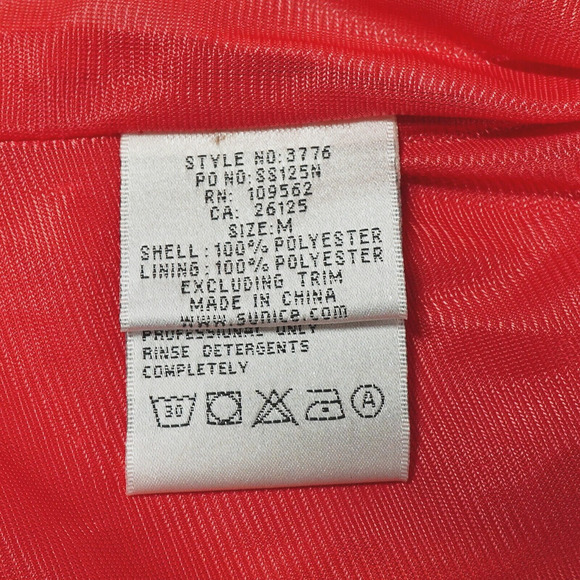 STYLE NO: 3776
PO NO: SS125N
RN: 109562
CA: 26125
SIZE: M
SHELL: 100% POLYESTER
LINING: 100% POLYESTER
EXCLUDING TRIM
MADE IN CHINA
www.sunice.com
PROFESSIONAL ONLY
RINSE DETERGENTS
COMPLETELY
30
A